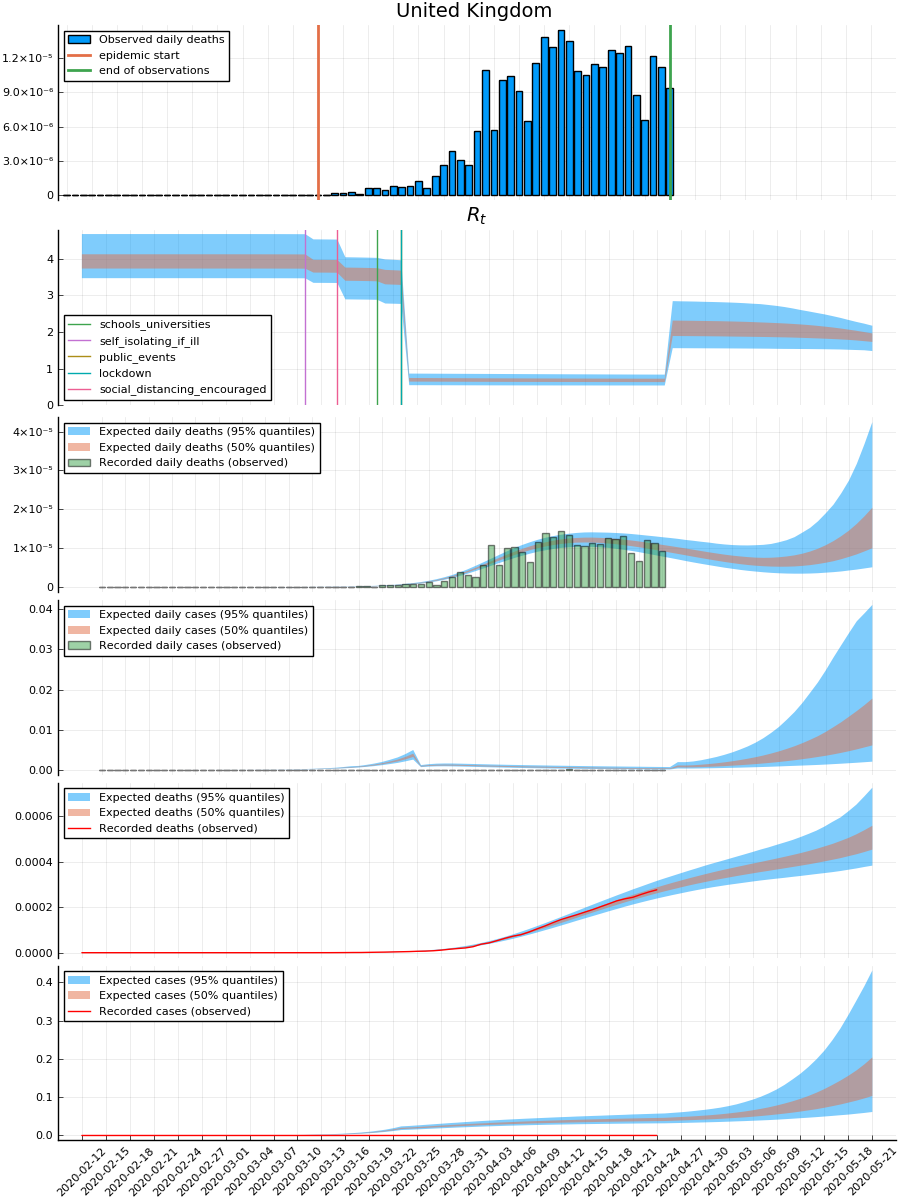 United Kingdom
Observed daily deaths
epidemic start
end of observations
1.2×10⁻⁵
9.0×10⁻⁶
6.0×10⁻⁶
3.0×10⁻⁶
0
Rₜ
4
3
2
1
0
schools_universities
self_isolating_if_ill
public_events
lockdown
social_distancing_encouraged
Expected daily deaths (95% quantiles)
Expected daily deaths (50% quantiles)
Recorded daily deaths (observed)
4×10⁻⁵
3×10⁻⁵
2×10⁻⁵
1×10⁻⁵
0
Expected daily cases (95% quantiles)
Expected daily cases (50% quantiles)
Recorded daily cases (observed)
0.04
0.03
0.02
0.01
0.00
Expected deaths (95% quantiles)
Expected deaths (50% quantiles)
Recorded deaths (observed)
0.0006
0.0004
0.0002
0.0000
Expected cases (95% quantiles)
Expected cases (50% quantiles)
Recorded cases (observed)
0.4
0.3
0.2
0.1
0.0
2020-02-12
2020-02-15
2020-02-18
2020-02-21
2020-02-24
2020-02-27
2020-03-01
2020-03-04
2020-03-07
2020-03-10
2020-03-13
2020-03-16
2020-03-19
2020-03-22
2020-03-25
2020-03-28
2020-03-31
2020-04-03
2020-04-06
2020-04-09
2020-04-12
2020-04-15
2020-04-18
2020-04-21
2020-04-24
2020-04-27
2020-04-30
2020-05-03
2020-05-06
2020-05-09
2020-05-12
2020-05-15
2020-05-18
2020-05-21